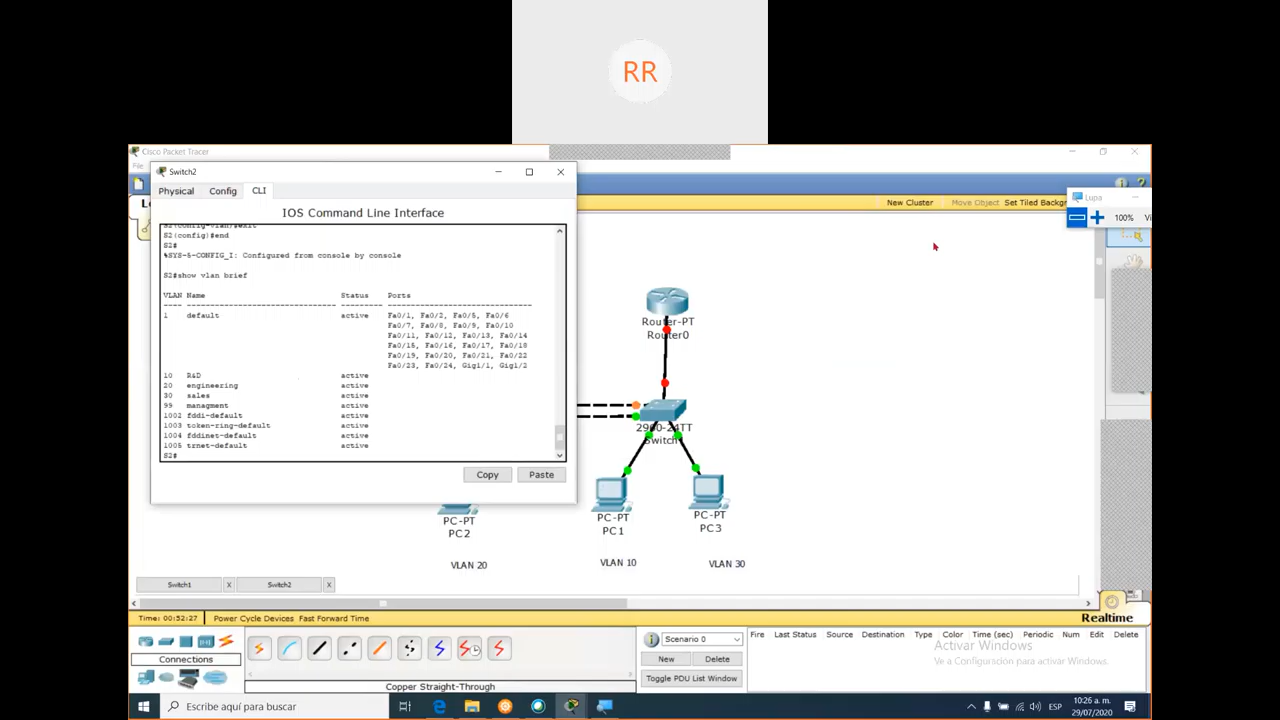 RR
Cisco Packet Tracer
Switch2
Physical Config CLI
IOS Command Line Interface
S2(config-vlan)#exit
S2(config)#end
S2#
%SYS-5-CONFIG_I: Configured from console by console
S2#show vlan brief
VLAN Name Status Ports
1 default active Fa0/1, Fa0/2, Fa0/5, Fa0/6
Fa0/7, Fa0/8, Fa0/9, Fa0/10
Fa0/11, Fa0/12, Fa0/13, Fa0/14
Fa0/15, Fa0/16, Fa0/17, Fa0/18
Fa0/19, Fa0/20, Fa0/21, Fa0/22
Fa0/23, Fa0/24, Gig1/1, Gig1/2
10 R&D active
20 engineering active
30 sales active
99 managment active
1002 fddi-default active
1003 token-ring-default active
1004 fddinet-default active
1005 trnet-default active
S2#
Copy Paste
New Cluster Move Object Set Tiled Backg
Lupa
100% Vi
Router-PT
Router0
2960-24TT
Switch
PC-PT
PC2
PC-PT
PC1
PC-PT
PC3
VLAN 20
VLAN 10
VLAN 30
Switch1 X Switch2 X
Time: 00:52:27 Power Cycle Devices Fast Forward Time
Realtime
Connections
Copper Straight-Through
Scenario 0
New Delete
Toggle PDU List Window
Fire Last Status Source Destination Type Color Time (sec) Periodic Num Edit Delete
Activar Windows
Ve a Configuración para activar Windows.
Escribe aquí para buscar
ESP
10:26 a. m.
29/07/2020